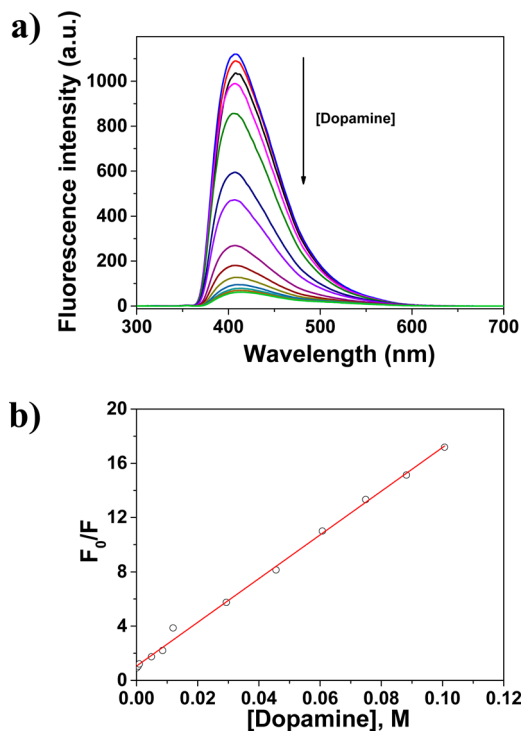 a)
1000
800
600
400
200
0
[Dopamine]
Fluorescence intensity (a.u.)
300 400 500 600 700
Wavelength (nm)
b)
20
16
12
8
4
0
F0/F
0.00 0.02 0.04 0.06 0.08 0.10 0.12
[Dopamine], M